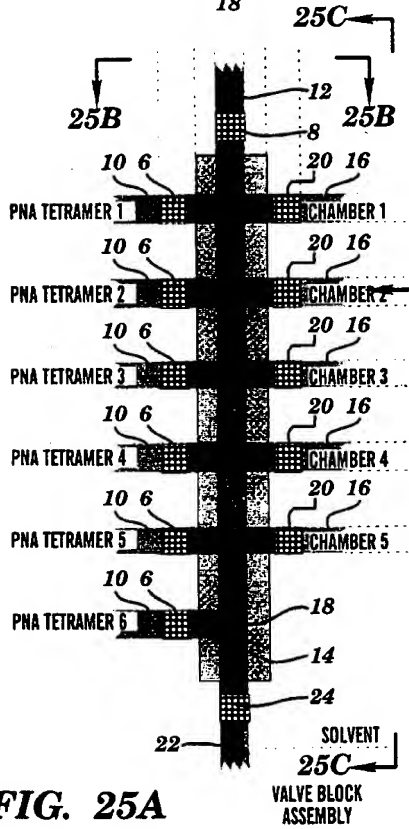 18
25C
12
25B
8
25B
10 6 20 16
PNA TETRAMER 1 CHAMBER 1
10 6 20 16
PNA TETRAMER 2 CHAMBER 2
10 6 20 16
PNA TETRAMER 3 CHAMBER 3
10 6 20 16
PNA TETRAMER 4 CHAMBER 4
10 6 20 16
PNA TETRAMER 5 CHAMBER 5
10 6
PNA TETRAMER 6
18
14
24
22
SOLVENT
25C
FIG. 25A
VALVE BLOCK
ASSEMBLY